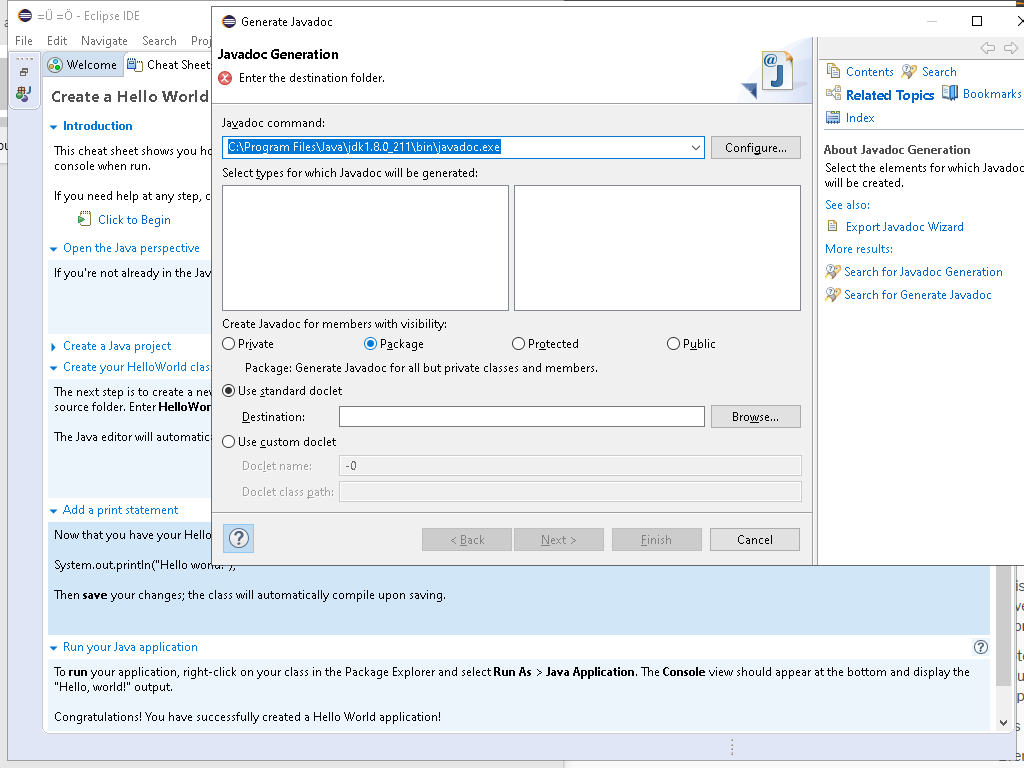 =Ü =Ö - Eclipse IDE
File Edit Navigate Search
Welcome
Cheat Sheets
Create a Hello World
Introduction
This cheat sheet shows you
console when run.
If you need help at any step,
Click to Begin
Open the Java perspective
If you're not already in the
Create a Java project
Create your HelloWorld
The next step is to create a
source folder. Enter
The Java editor will
Add a print statement
Now that you have your
System.out.println("Hello world!");
Then save your changes; the class will automatically compile upon saving.
Run your Java application
To run your application, right-click on your class in the Package Explorer and select Run As > Java Application. The Console view should appear at the bottom and display the
"Hello, world!" output.
Congratulations! You have successfully created a Hello World application!
Generate Javadoc
Javadoc Generation
Enter the destination folder.
@J
Javadoc command:
C:\Program Files\Java\jdk1.8.0_211\bin\javadoc.exe
Configure...
Select types for which Javadoc will be generated:
Create Javadoc for members with visibility:
Private Package Protected Public
Package: Generate Javadoc for all but private classes and members.
Use standard doclet
Destination:
Browse...
Use custom doclet
Doclet name:
-0
Doclet class path:
?
< Back Next > Finish Cancel
Contents Search
Related Topics Bookmarks
Index
About Javadoc Generation
Select the elements for which Javadoc
will be created.
See also:
Export Javadoc Wizard
More results:
Search for Javadoc Generation
Search for Generate Javadoc